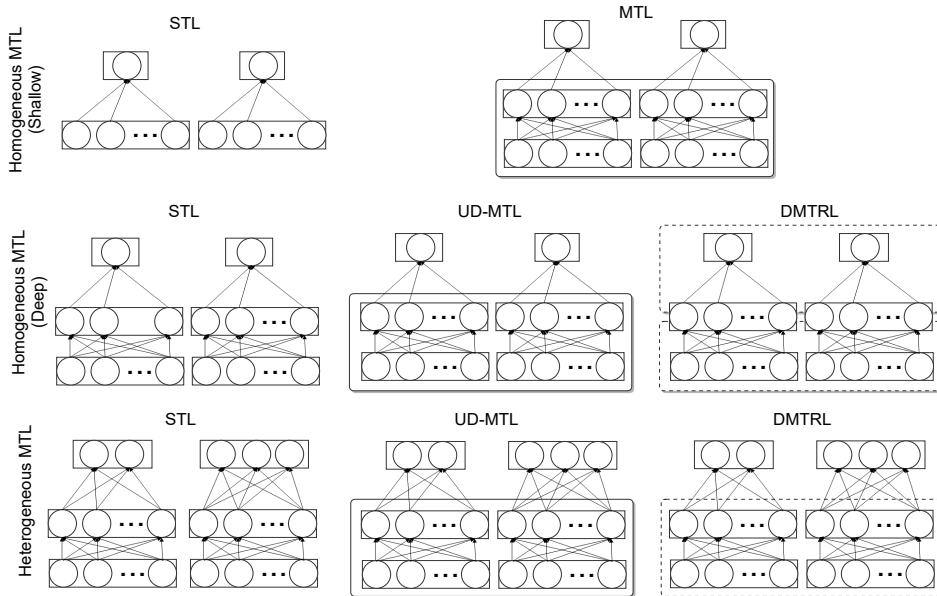 Homogeneous MTL
(Shallow)
STL
MTL
Homogeneous MTL
(Deep)
STL
UD-MTL
DMTRL
Heterogeneous MTL
STL
UD-MTL
DMTRL